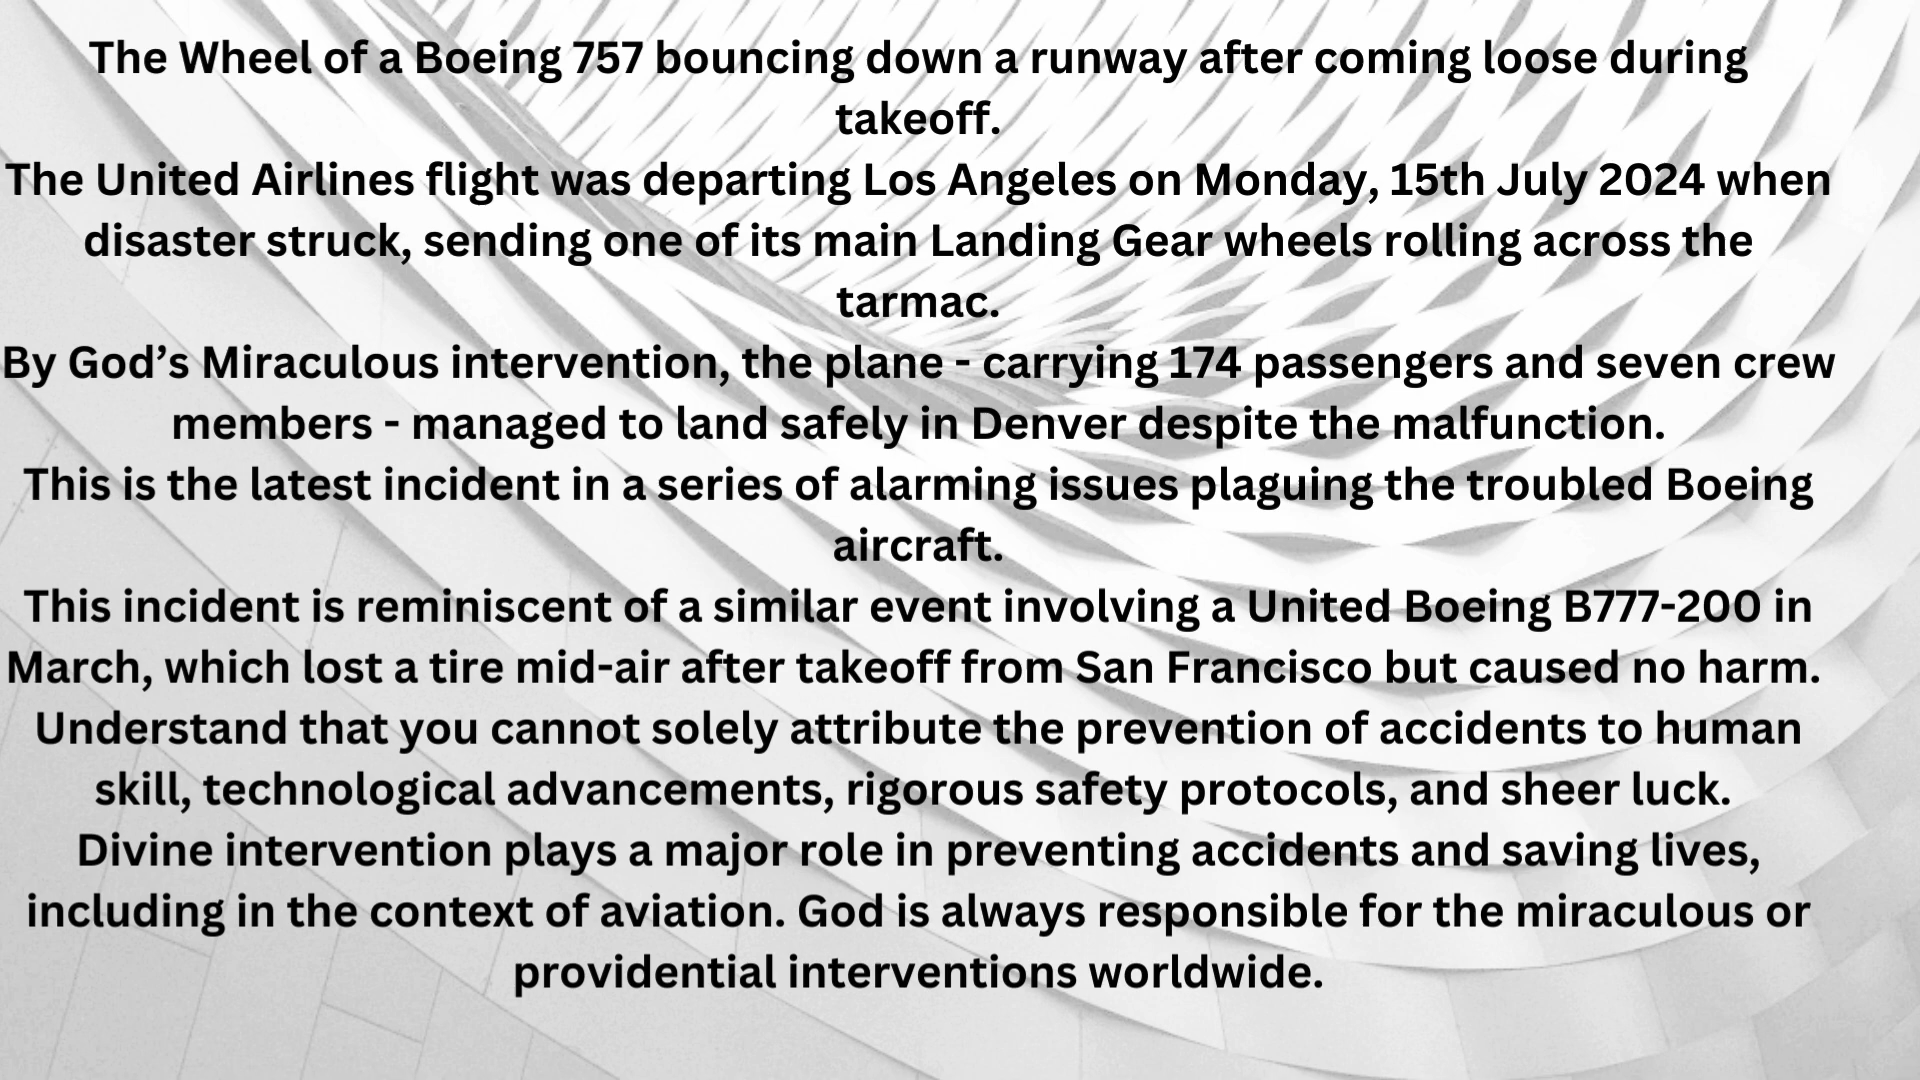 The Wheel of a Boeing 757 bouncing down a runway after coming loose during
takeoff.
The United Airlines flight was departing Los Angeles on Monday, 15th July 2024 when
disaster struck, sending one of its main Landing Gear wheels rolling across the
tarmac.
By God’s Miraculous intervention, the plane - carrying 174 passengers and seven crew
members - managed to land safely in Denver despite the malfunction.
This is the latest incident in a series of alarming issues plaguing the troubled Boeing
aircraft.
This incident is reminiscent of a similar event involving a United Boeing B777-200 in
March, which lost a tire mid-air after takeoff from San Francisco but caused no harm.
Understand that you cannot solely attribute the prevention of accidents to human
skill, technological advancements, rigorous safety protocols, and sheer luck.
Divine intervention plays a major role in preventing accidents and saving lives,
including in the context of aviation. God is always responsible for the miraculous or
providential interventions worldwide.